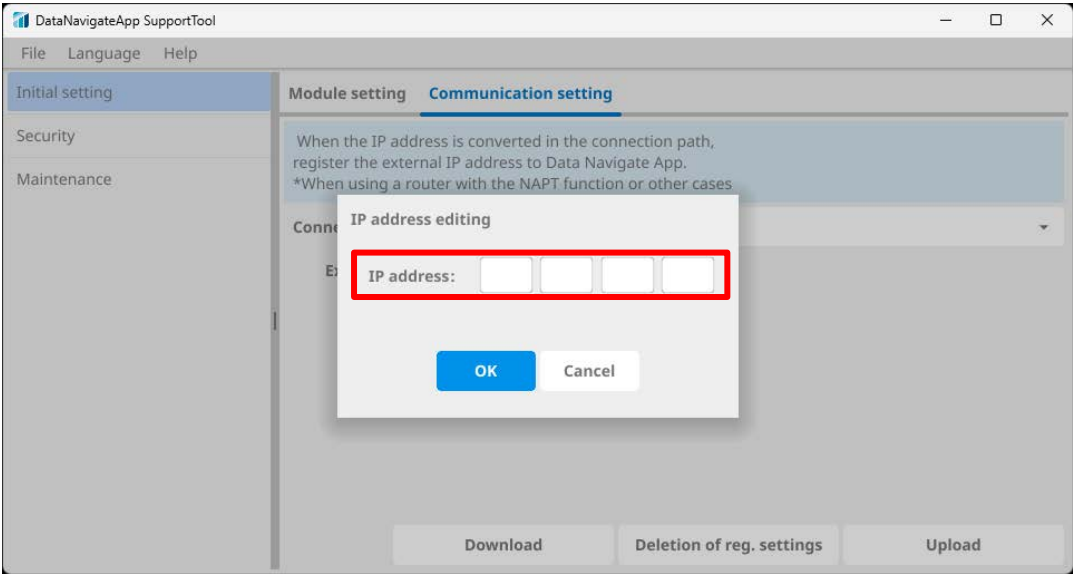 DataNavigateApp SupportTool
File Language Help
Initial setting
Security
Maintenance
Module setting Communication setting
When the IP address is converted in the connection path,
register the external IP address to Data Navigate App.
*When using a router with the NAPT function or other cases
IP address editing
IP address:
OK Cancel
Download Deletion of reg. settings Upload